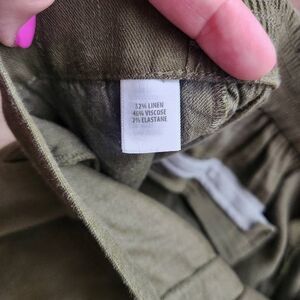 52% LINEN
46% VISCOSE
2% ELASTANE